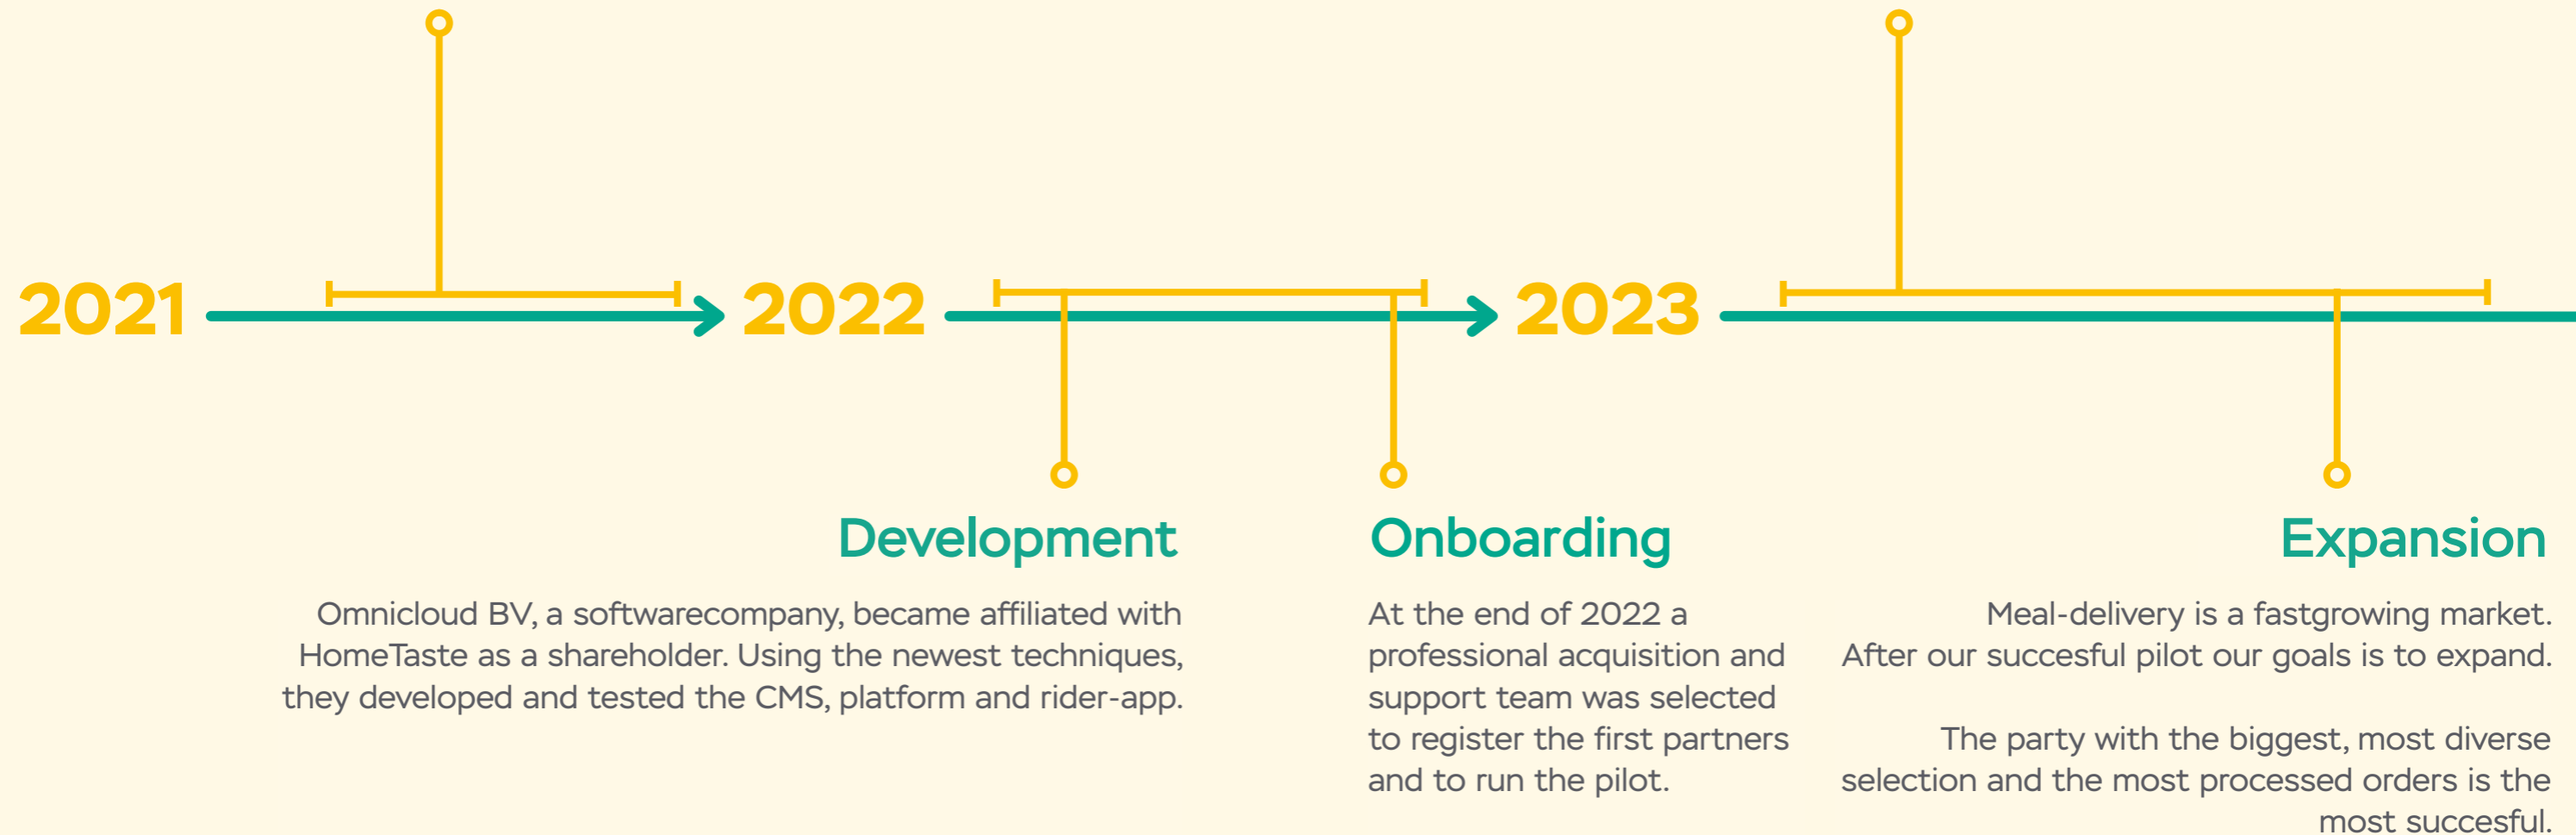 2021
2022
2023
Development
Omnicloud BV, a softwarecompany, became affiliated with
HomeTaste as a shareholder. Using the newest techniques,
they developed and tested the CMS, platform and rider-app.
Onboarding
At the end of 2022 a
professional acquisition and
support team was selected
to register the first partners
and to run the pilot.
Expansion
Meal-delivery is a fastgrowing market.
After our succesful pilot our goals is to expand.
The party with the biggest, most diverse
selection and the most processed orders is the
most succesful.